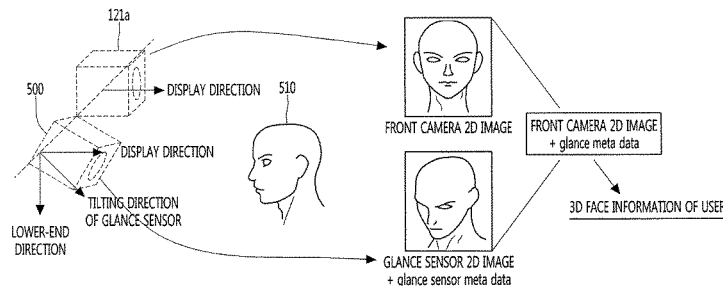 121a
500
DISPLAY DIRECTION
510
DISPLAY DIRECTION
TILTING DIRECTION
OF GLANCE SENSOR
LOWER-END
DIRECTION
FRONT CAMERA 2D IMAGE
GLANCE SENSOR 2D IMAGE
+ glance sensor meta data
FRONT CAMERA 2D IMAGE
+ glance meta data
3D FACE INFORMATION OF USER